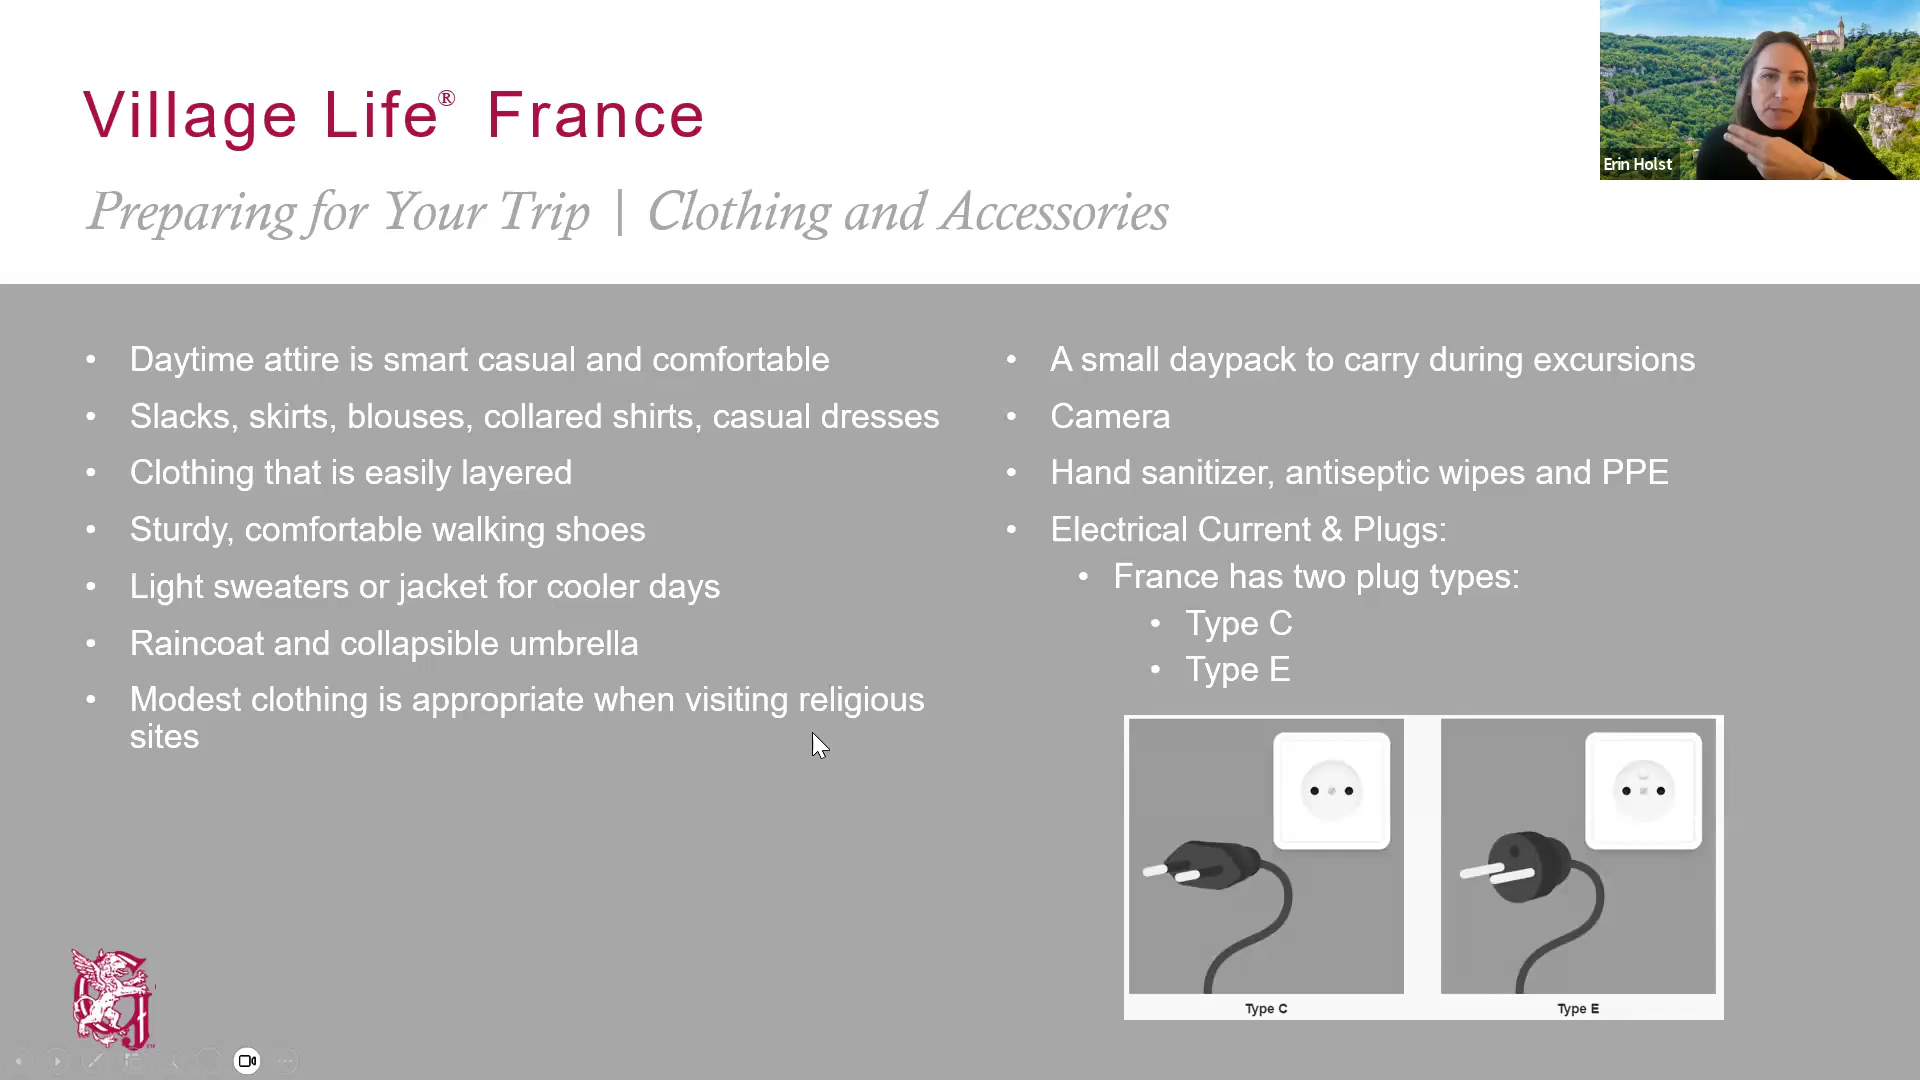 Village Life® France
Preparing for Your Trip | Clothing and Accessories
Erin Holst
• Daytime attire is smart casual and comfortable
• Slacks, skirts, blouses, collared shirts, casual dresses
• Clothing that is easily layered
• Sturdy, comfortable walking shoes
• Light sweaters or jacket for cooler days
• Raincoat and collapsible umbrella
• Modest clothing is appropriate when visiting religious
sites
• A small daypack to carry during excursions
• Camera
• Hand sanitizer, antiseptic wipes and PPE
• Electrical Current & Plugs:
• France has two plug types:
• Type C
• Type E
Type C
Type E